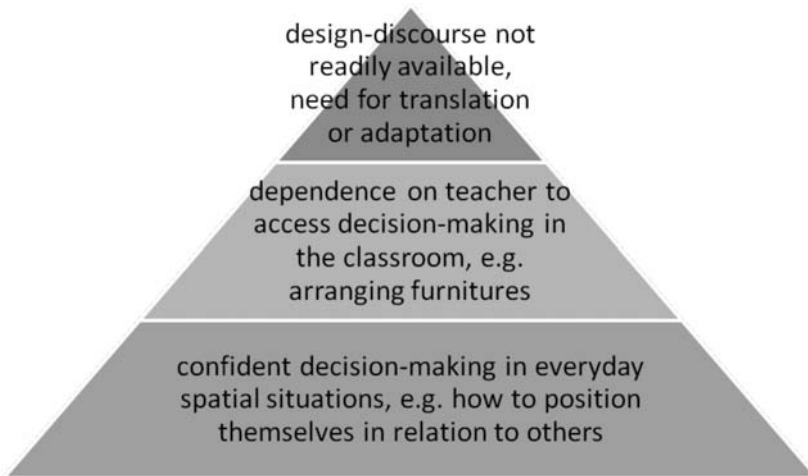 design-discourse not
readily available,
need for translation
or adaptation
dependence on teacher to
access decision-making in
the classroom, e.g.
arranging furnitures
confident decision-making in everyday
spatial situations, e.g. how to position
themselves in relation to others